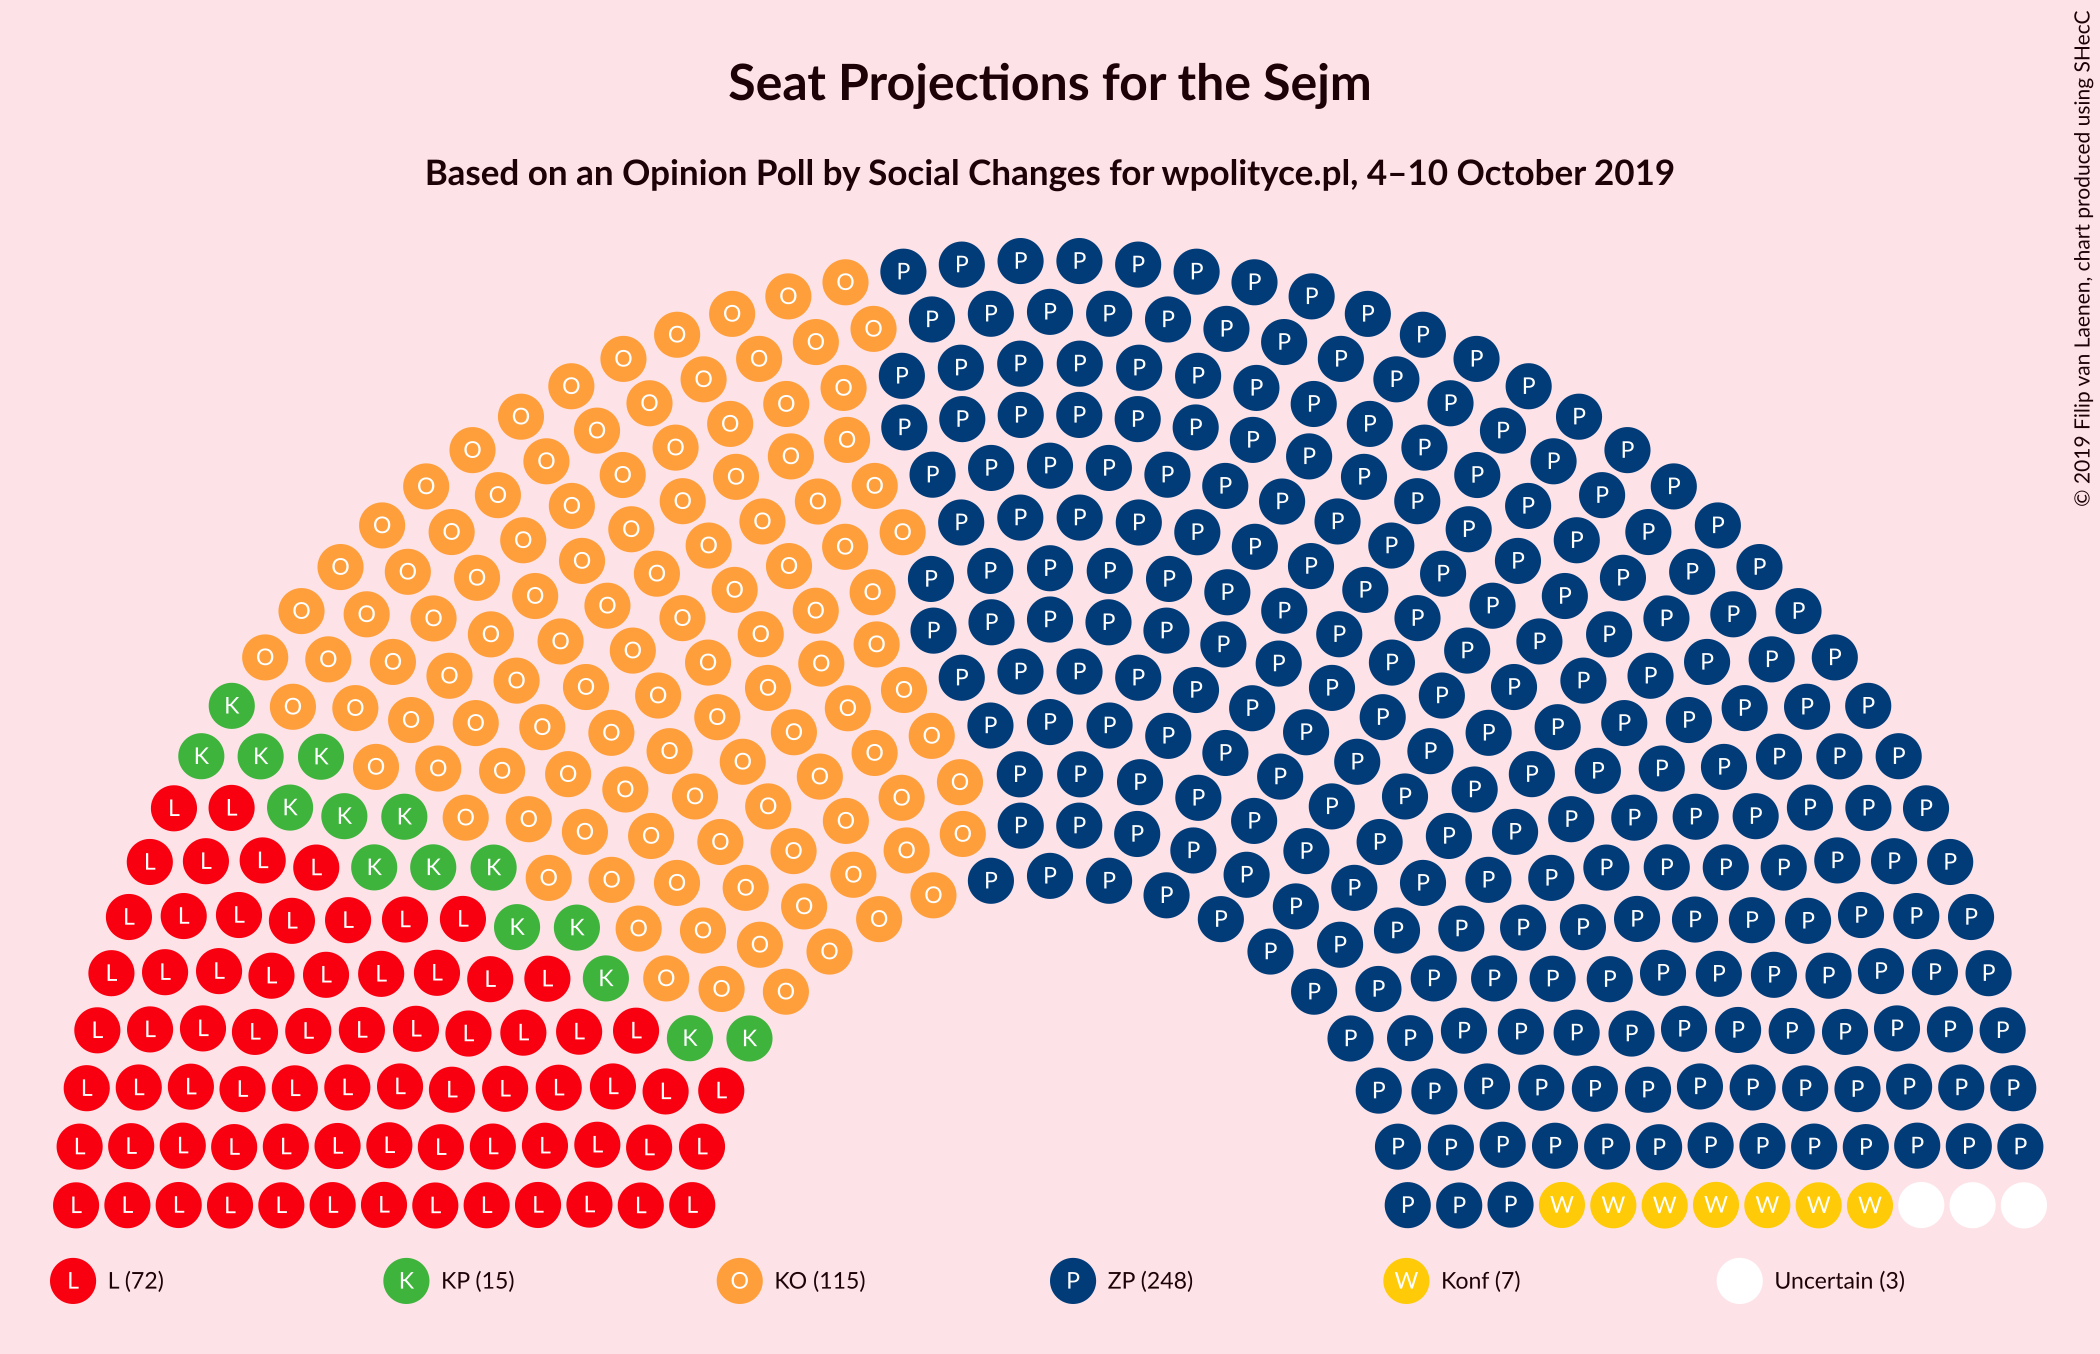 Seat Projections for the Sejm
Based on an Opinion Poll by Social Changes for wpolityce.pl, 4–10 October 2019
© 2019 Filip van Laenen, chart produced using SHecC
L L (72) K KP (15) O KO (115) P ZP (248) W Konf (7) Uncertain (3)